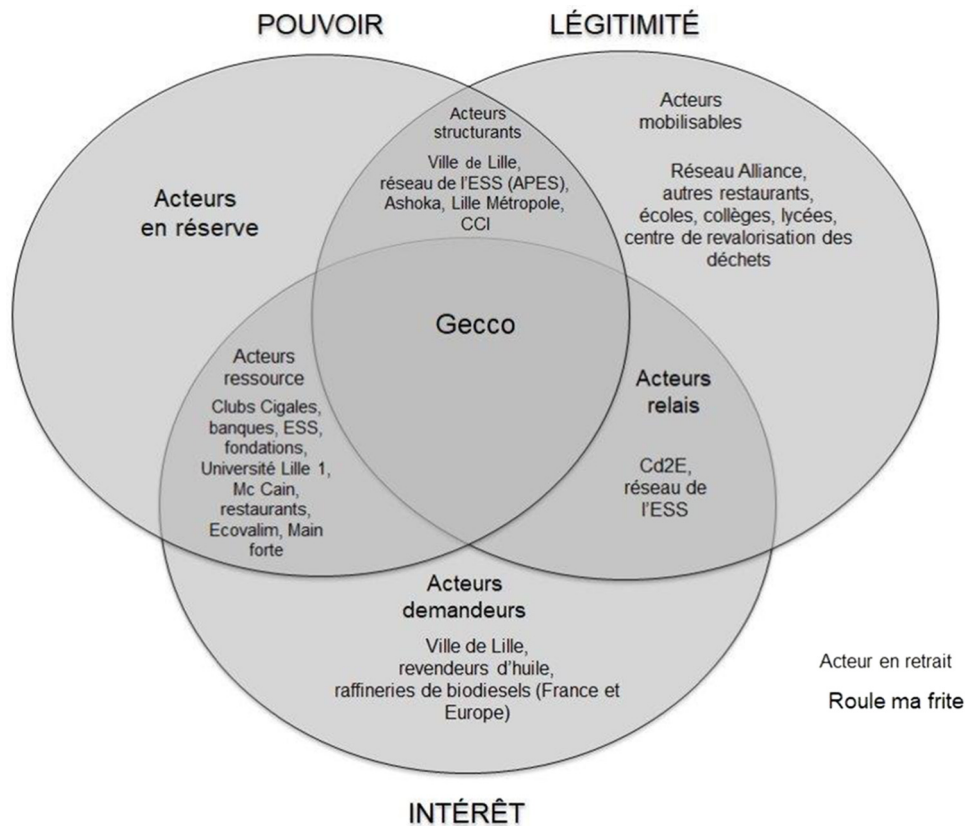 POUVOIR
LÉGITIMITÉ
Acteurs
structurants
Ville de Lille,
réseau de l'ESS (APES),
Ashoka, Lille Métropole,
CCI
Acteurs
mobilisables
Réseau Alliance,
autres restaurants,
écoles, collèges, lycées,
centre de revalorisation des
déchets
Acteurs
en réserve
Gecco
Acteurs
ressource
Clubs Cigales,
banques, ESS,
fondations,
Université Lille 1,
Mc Cain,
restaurants,
Ecovalim, Main
forte
Acteurs
relais
Cd2E,
réseau de
l'ESS
Acteurs
demandeurs
Ville de Lille,
revendeurs d'huile,
raffineries de biodiesels (France et
Europe)
Acteur en retrait
Roule ma frite
INTÉRÊT